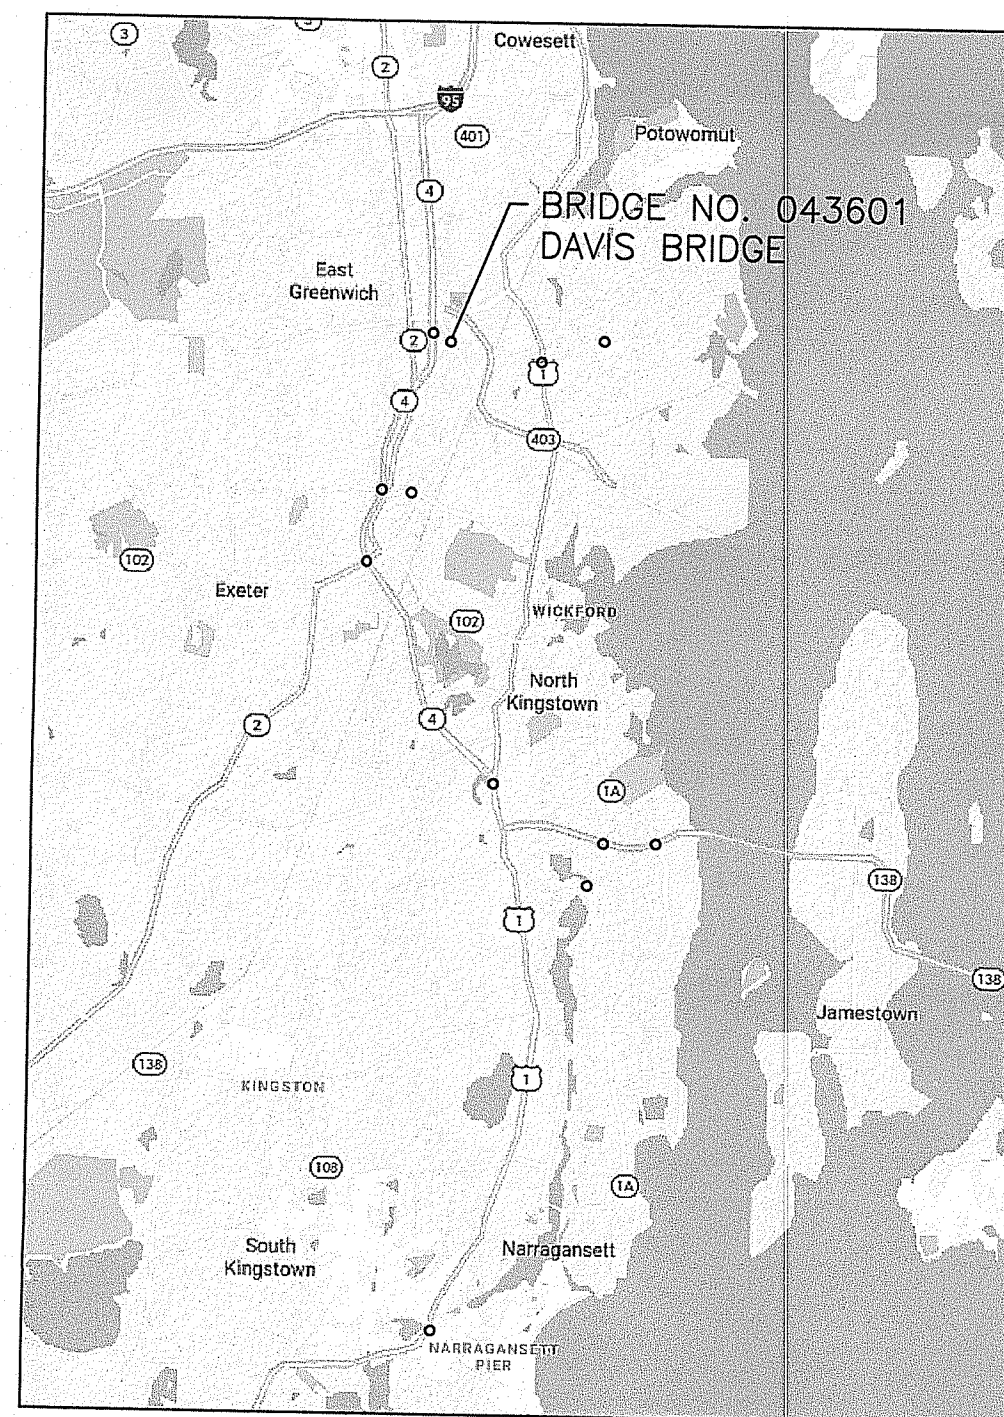 3
Cowesett
2
95
401
Potowomut
4
BRIDGE NO. 043601
DAVIS BRIDGE
East
Greenwich
2
1
4
403
102
Exeter
WICKFORD
102
North
Kingstown
2
4
1A
138
1
138
Jamestown
138
KINGSTON
1
108
1A
South
Kingstown
Narragansett
NARRAGANSETT
PIER